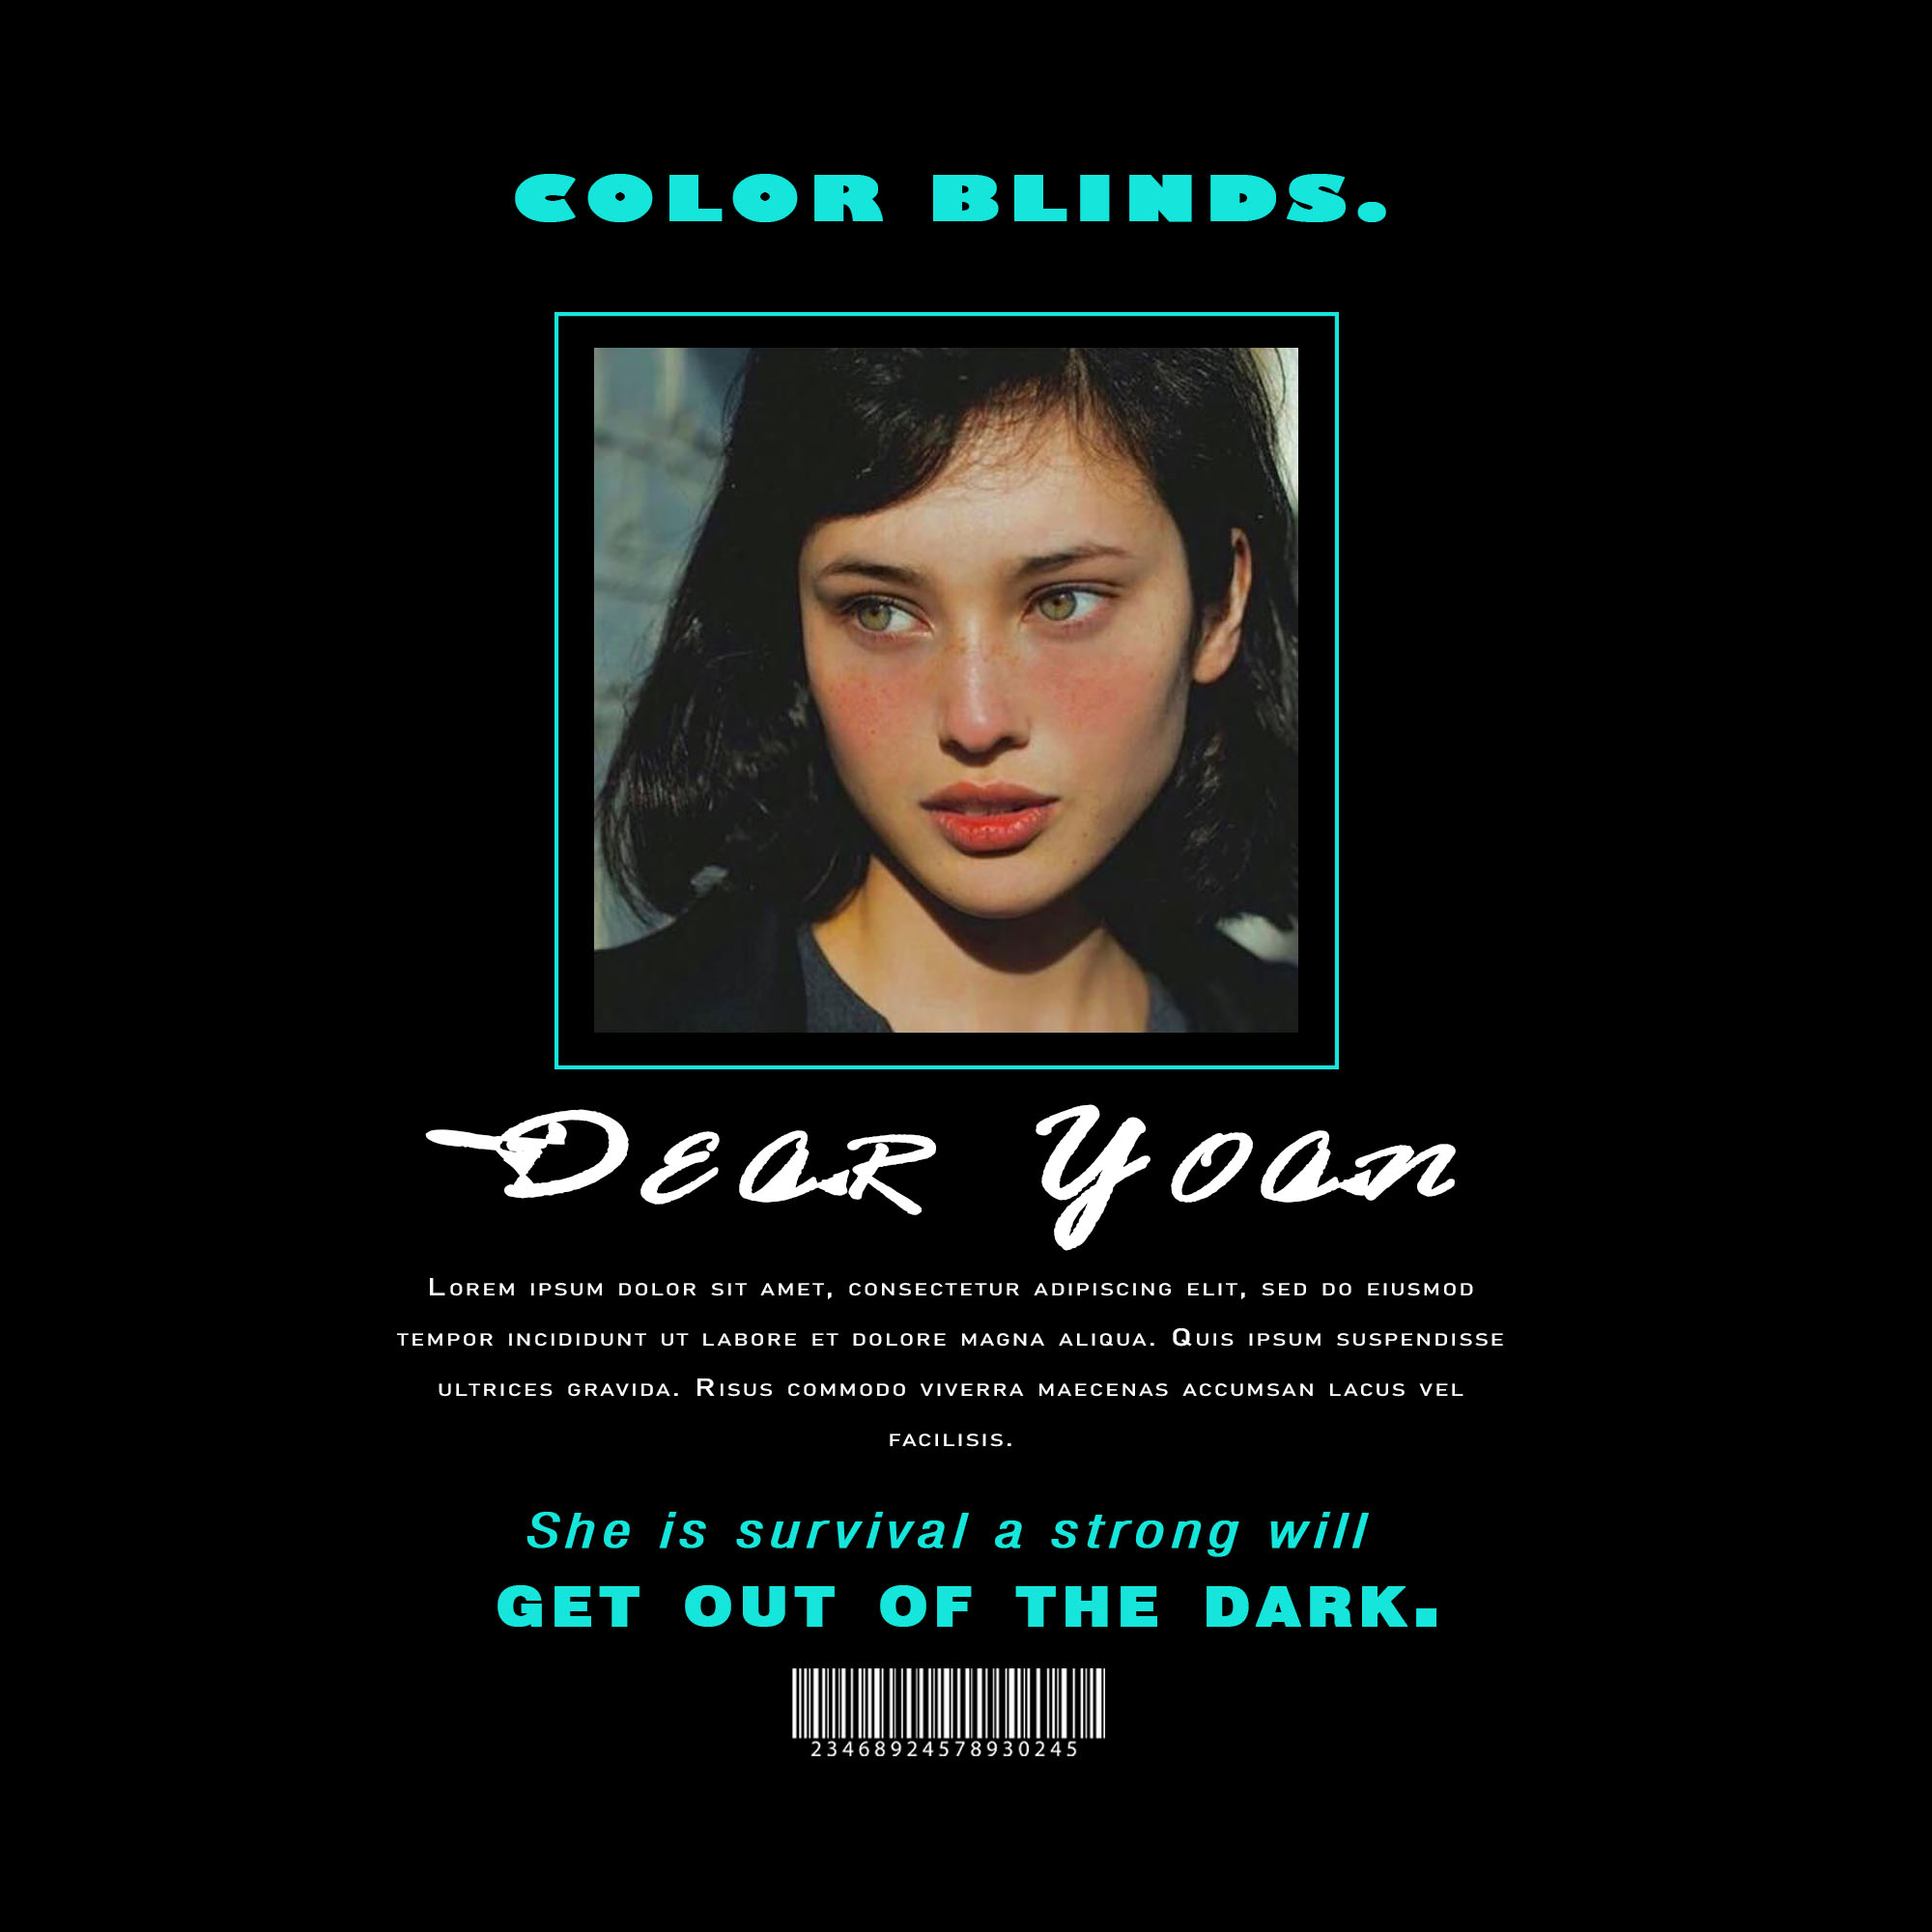 COLOR BLINDS.
DEAR YOAN
LOREM IPSUM DOLOR SIT AMET, CONSECTETUR ADIPISCING ELIT, SED DO EIUSMOD
TEMPOR INCIDIDUNT UT LABORE ET DOLORE MAGNA ALIQUA. QUIS IPSUM SUSPENDISSE
ULTRICES GRAVIDA. RISUS COMMODO VIVERRA MAECENAS ACCUMSAN LACUS VEL
FACILISIS.
She is survival a strong will
GET OUT OF THE DARK.
23468924578930245